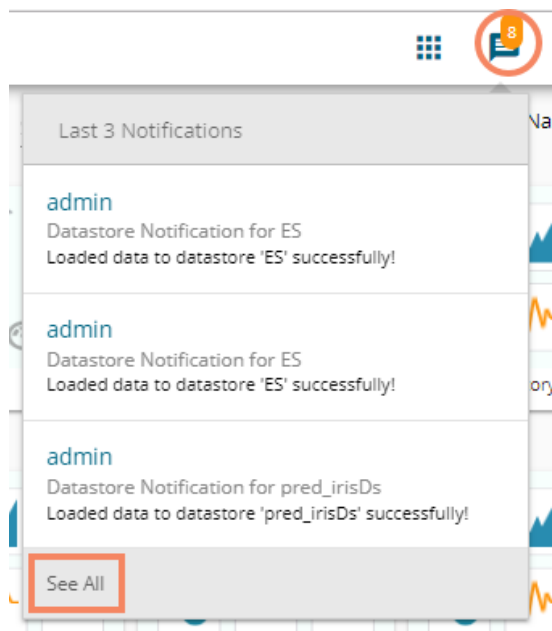 8
Last 3 Notifications
Na
admin
Datastore Notification for ES
Loaded data to datastore 'ES' successfully!
admin
Datastore Notification for ES
Loaded data to datastore 'ES' successfully!
ory
admin
Datastore Notification for pred_irisDs
Loaded data to datastore 'pred_irisDs' successfully!
See All